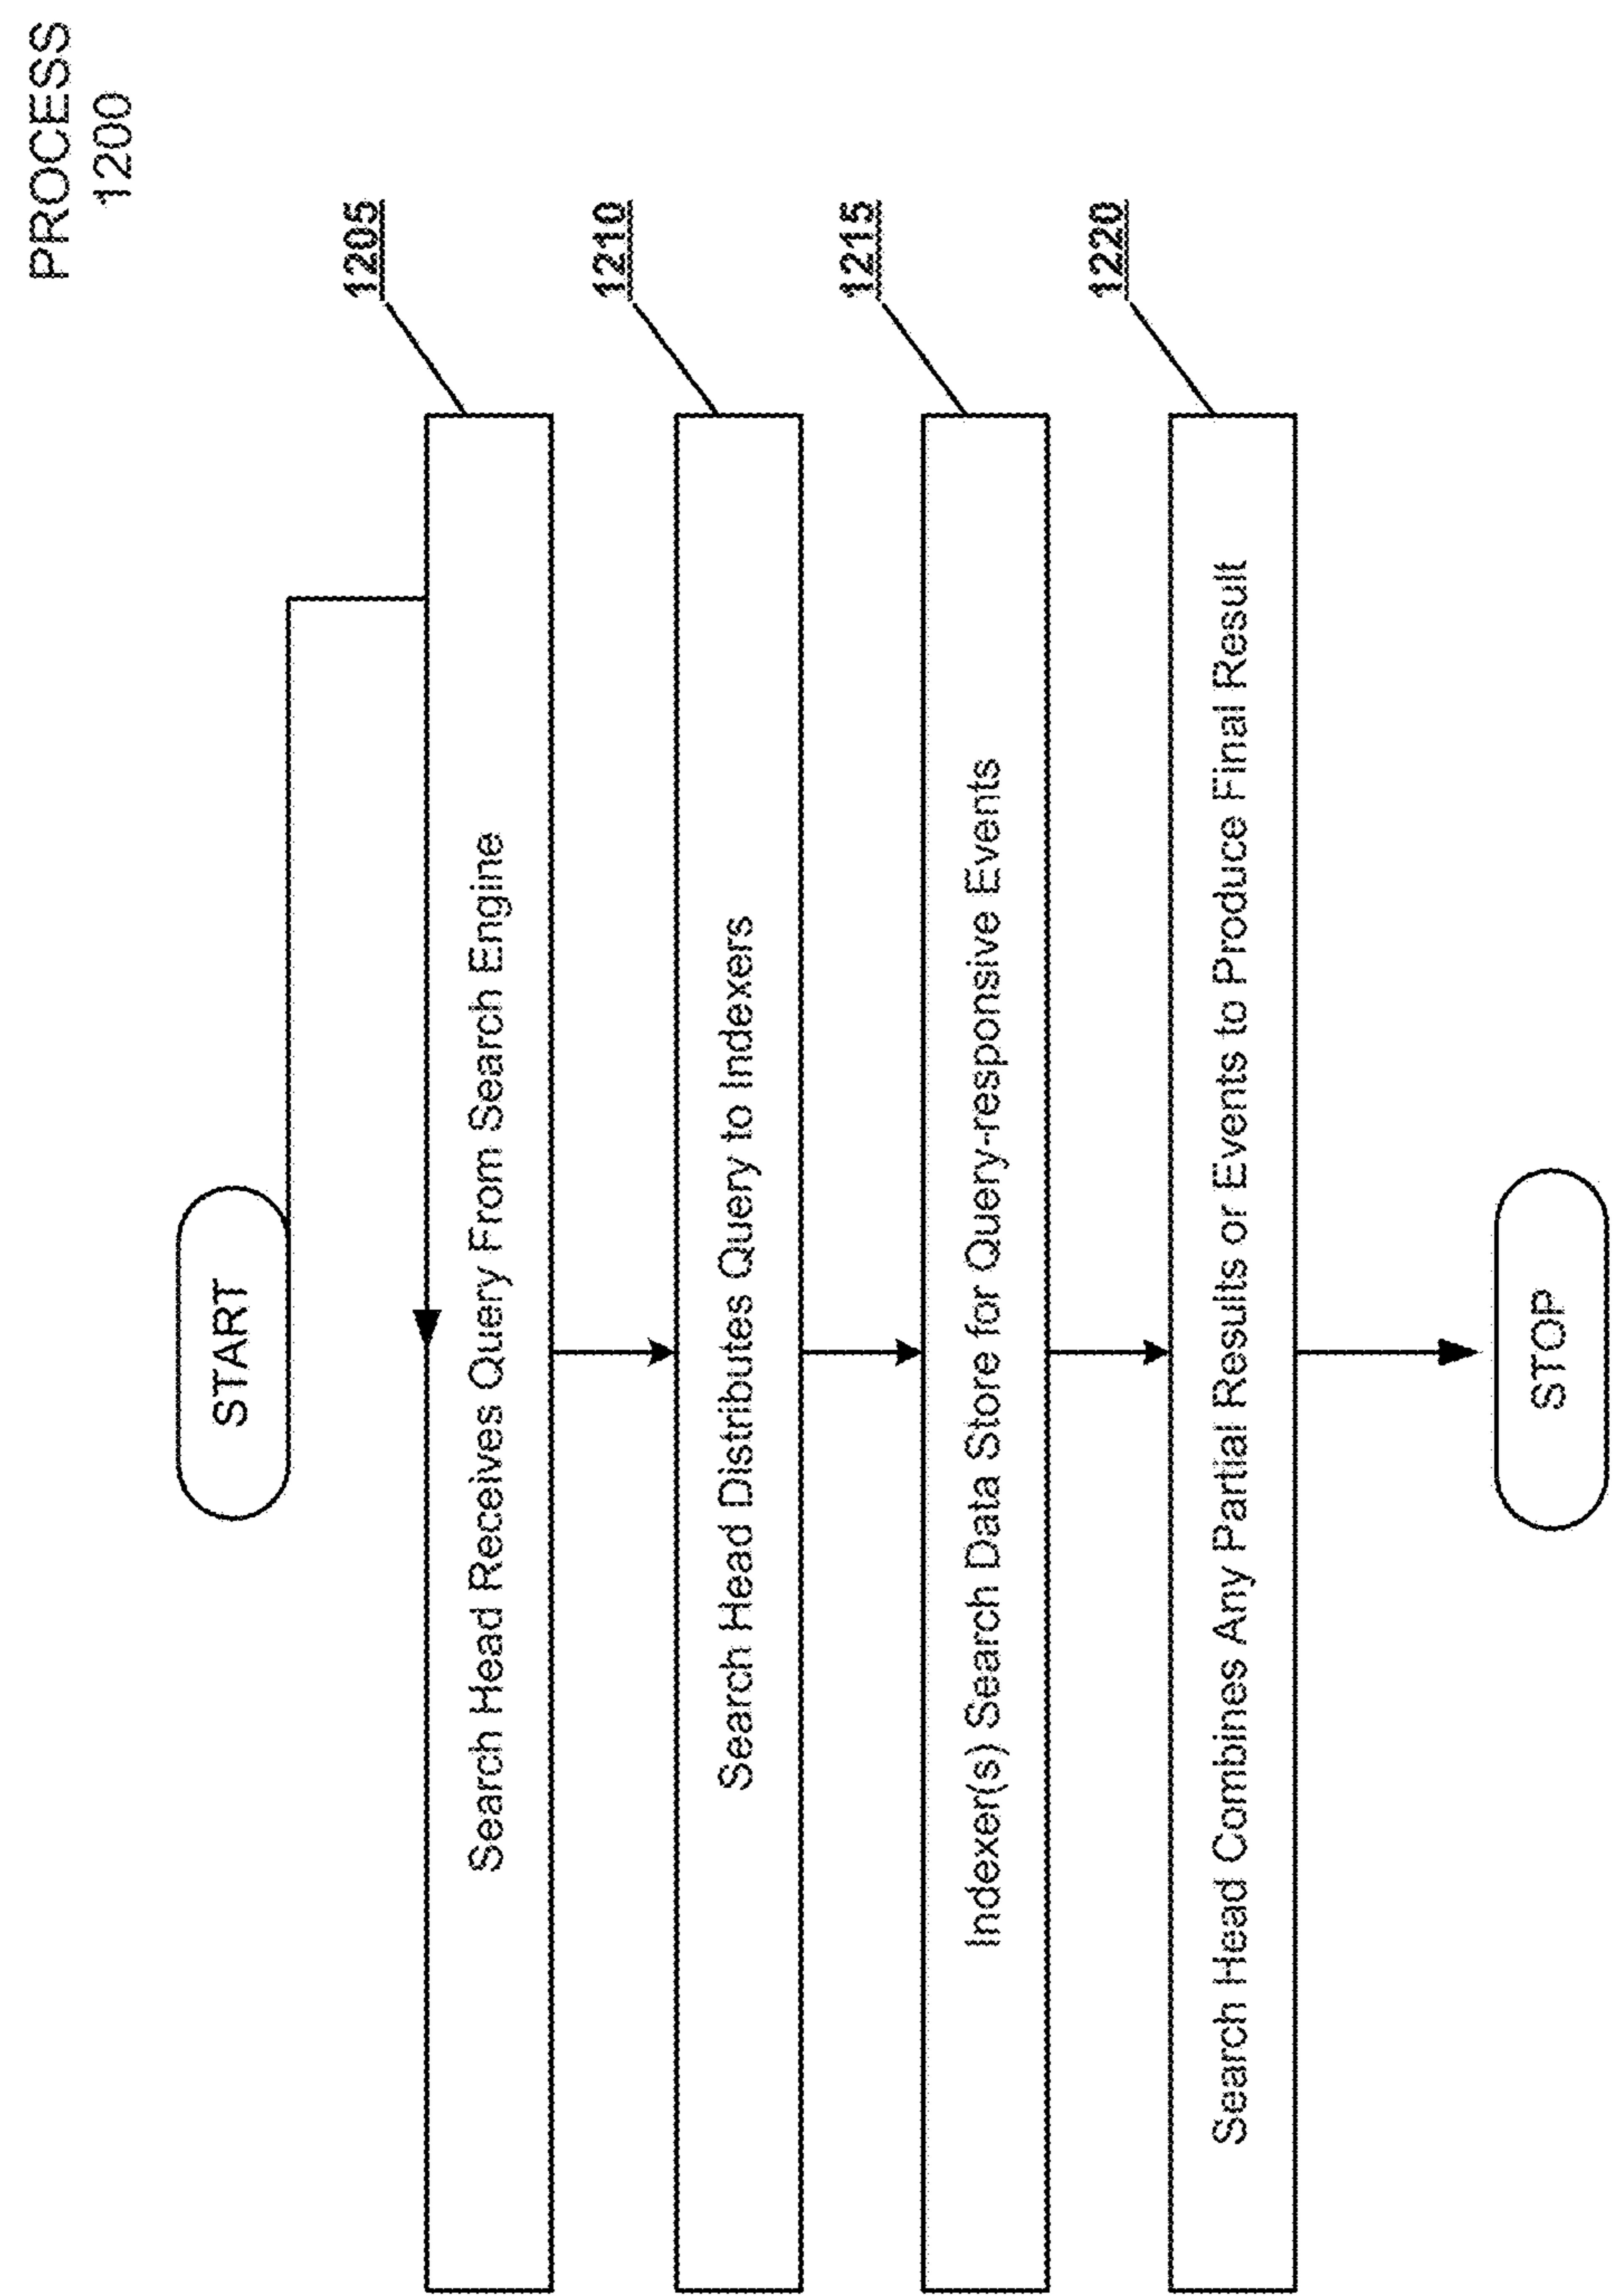 PROCESS
1200
START
1205
Search Head Receives Query From Search Engine
1210
Search Head Distributes Query to Indexers
1215
Indexer(s) Search Data Store for Query-responsive Events
1220
Search Head Combines Any Partial Results or Events to Produce Final Result
STOP